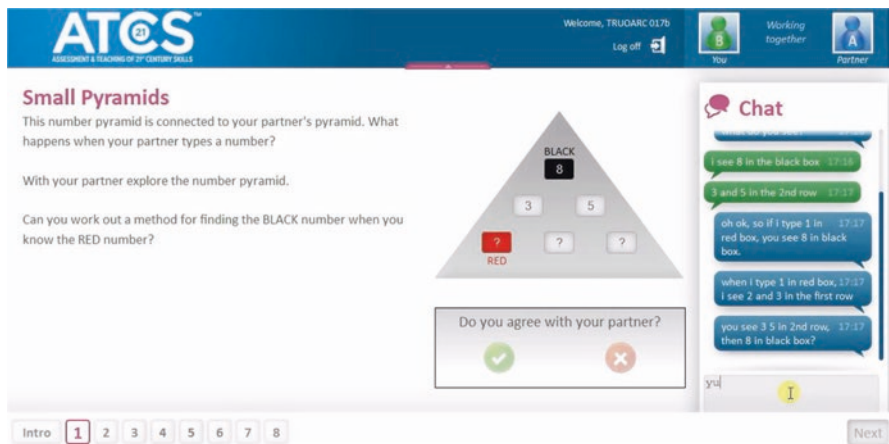 ATCS
21
™
ASSESSMENT & TEACHING OF 21ST CENTURY SKILLS
Welcome, TRUOARC 017b
Log off
B
You
Working
together
A
Partner
Small Pyramids
This number pyramid is connected to your partner's pyramid. What
happens when your partner types a number?
With your partner explore the number pyramid.
Can you work out a method for finding the BLACK number when you
know the RED number?
BLACK
8
3 5
? ? ?
RED
Do you agree with your partner?
Chat
what do you see?
i see 8 in the black box 17:16
3 and 5 in the 2nd row 17:17
oh ok, so if i type 1 in 17:17
red box, you see 8 in black
box,
when i type 1 in red box, 17:17
i see 2 and 3 in the first row
you see 3 5 in 2nd row, 17:17
then 8 in black box?
yu
Intro 1 2 3 4 5 6 7 8
Next